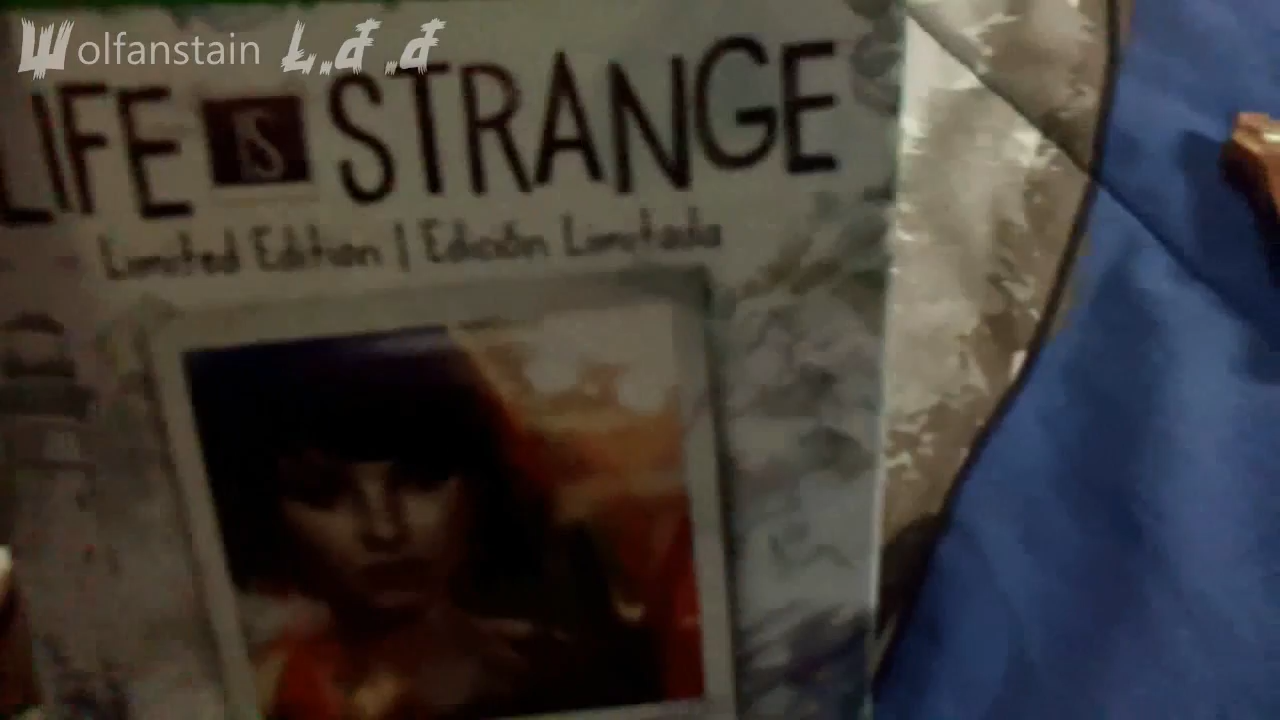 Wolfanstain L.d.d
LIFE IS STRANGE
Limited Edition | Edición Limitada